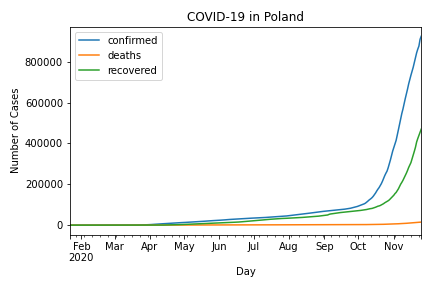 COVID-19 in Poland
confirmed
deaths
recovered
800000
600000
400000
200000
0
Number of Cases
Feb Mar Apr May Jun Jul Aug Sep Oct Nov
2020
Day